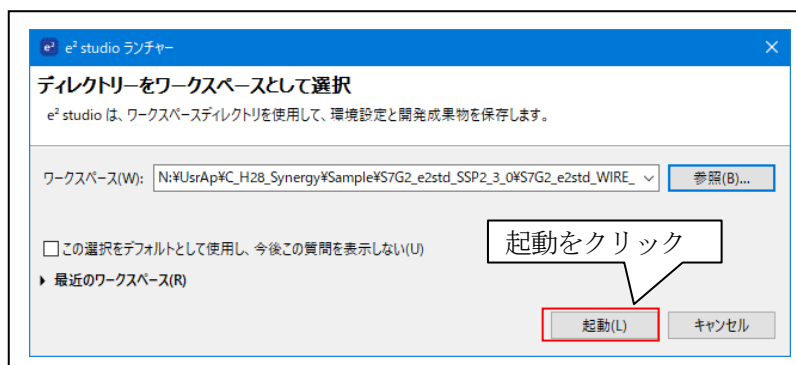 e² studio ランチャー
ディレクトリーをワークスペースとして選択
e² studio は、ワークスペースディレクトリを使用して、環境設定と開発成果物を保存します。
ワークスペース(W): N:¥UsrAp¥C_H28_Synergy¥Sample¥S7G2_e2std_SSP2_3_0¥S7G2_e2std_WIRE_ 参照(B)...
この選択をデフォルトとして使用し、今後この質問を表示しない(U)
起動をクリック
最近のワークスペース(R)
起動(L) キャンセル